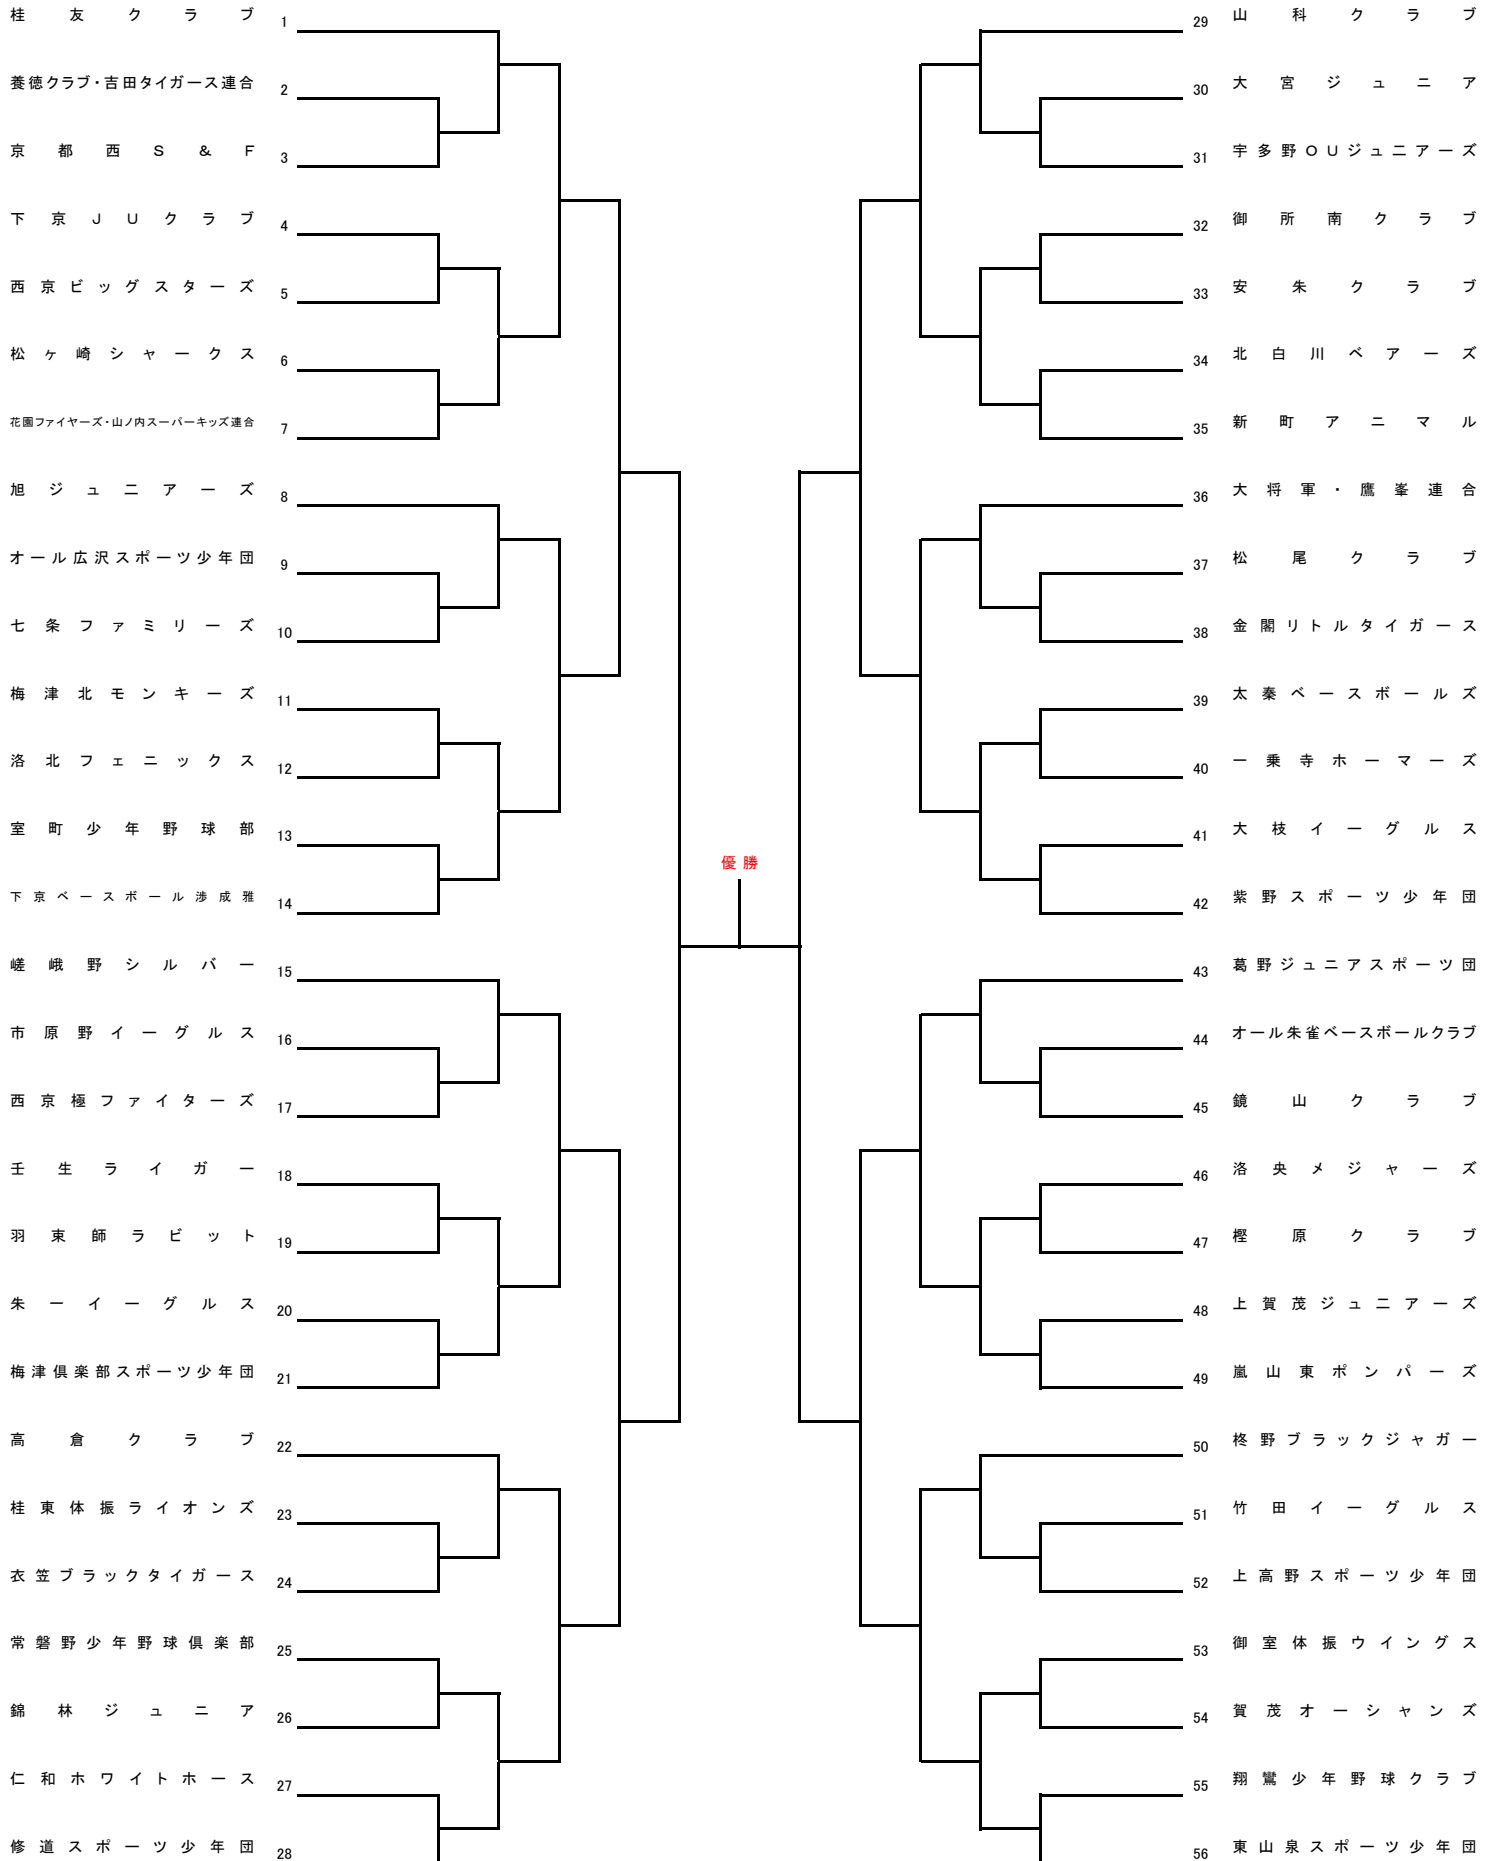 桂友クラブ 1
養徳クラブ・吉田タイガース連合 2
京都西S&F 3
下京JUクラブ 4
西京ビッグスターズ 5
松ヶ崎シャークス 6
花園ファイヤーズ・山ノ内スーパーキッズ連合 7
旭ジュニアーズ 8
オール広沢スポーツ少年団 9
七条ファミリーズ 10
梅津北モンキーズ 11
洛北フェニックス 12
室町少年野球部 13
下京ベースボール渉成雅 14
嵯峨野シルバー 15
市原野イーグルス 16
西京極ファイターズ 17
壬生ライガー 18
羽束師ラビット 19
朱一イーグルス 20
梅津倶楽部スポーツ少年団 21
高倉クラブ 22
桂東体振ライオンズ 23
衣笠ブラックタイガース 24
常磐野少年野球倶楽部 25
錦林ジュニア 26
仁和ホワイトホース 27
修道スポーツ少年団 28
優勝
29 山科クラブ
30 大宮ジュニア
31 宇多野OUジュニアーズ
32 御所南クラブ
33 安朱クラブ
34 北白川ベアーズ
35 新町アニマル
36 大将軍・鷹峯連合
37 松尾クラブ
38 金閣リトルタイガース
39 太秦ベースボールズ
40 一乗寺ホーマーズ
41 大枝イーグルス
42 紫野スポーツ少年団
43 葛野ジュニアスポーツ団
44 オール朱雀ベースボールクラブ
45 鏡山クラブ
46 洛央メジャーズ
47 樫原クラブ
48 上賀茂ジュニアーズ
49 嵐山東ポンパーズ
50 柊野ブラックジャガー
51 竹田イーグルス
52 上高野スポーツ少年団
53 御室体振ウイングス
54 賀茂オーシャンズ
55 翔鸞少年野球クラブ
56 東山泉スポーツ少年団